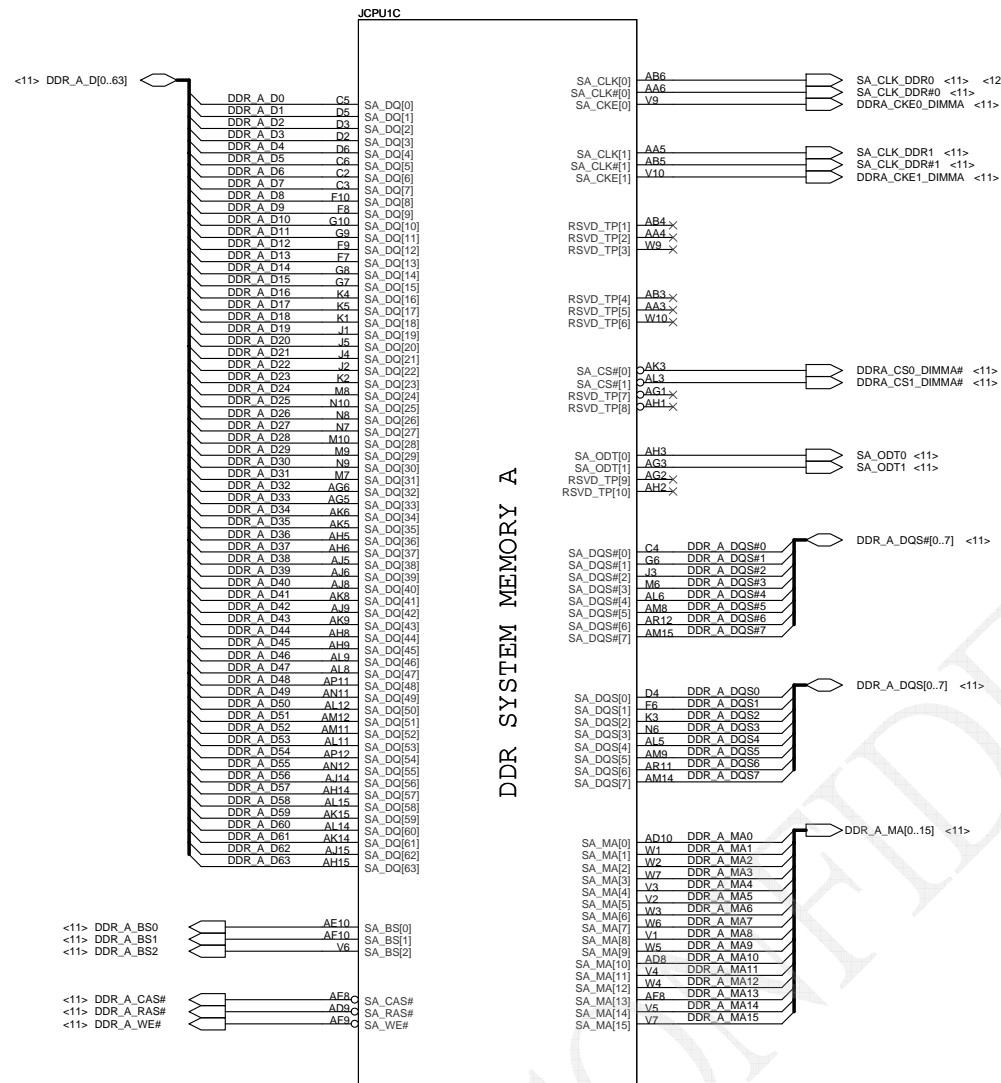 JCPU1C
<11> DDR_A_D[0..63]
DDR_A_D0 C5 SA_DQ[0]
DDR_A_D1 D5 SA_DQ[1]
DDR_A_D2 D3 SA_DQ[2]
DDR_A_D3 D2 SA_DQ[3]
DDR_A_D4 D6 SA_DQ[4]
DDR_A_D5 C6 SA_DQ[5]
DDR_A_D6 C2 SA_DQ[6]
DDR_A_D7 C3 SA_DQ[7]
DDR_A_D8 F10 SA_DQ[8]
DDR_A_D9 F8 SA_DQ[9]
DDR_A_D10 G10 SA_DQ[10]
DDR_A_D11 G9 SA_DQ[11]
DDR_A_D12 F9 SA_DQ[12]
DDR_A_D13 F7 SA_DQ[13]
DDR_A_D14 G8 SA_DQ[14]
DDR_A_D15 G7 SA_DQ[15]
DDR_A_D16 K4 SA_DQ[16]
DDR_A_D17 K5 SA_DQ[17]
DDR_A_D18 K1 SA_DQ[18]
DDR_A_D19 J1 SA_DQ[19]
DDR_A_D20 J5 SA_DQ[20]
DDR_A_D21 J4 SA_DQ[21]
DDR_A_D22 J2 SA_DQ[22]
DDR_A_D23 K2 SA_DQ[23]
DDR_A_D24 M8 SA_DQ[24]
DDR_A_D25 N10 SA_DQ[25]
DDR_A_D26 N8 SA_DQ[26]
DDR_A_D27 N7 SA_DQ[27]
DDR_A_D28 M10 SA_DQ[28]
DDR_A_D29 M9 SA_DQ[29]
DDR_A_D30 N9 SA_DQ[30]
DDR_A_D31 M7 SA_DQ[31]
DDR_A_D32 AG6 SA_DQ[32]
DDR_A_D33 AG5 SA_DQ[33]
DDR_A_D34 AK6 SA_DQ[34]
DDR_A_D35 AK5 SA_DQ[35]
DDR_A_D36 AH5 SA_DQ[36]
DDR_A_D37 AH6 SA_DQ[37]
DDR_A_D38 AJ5 SA_DQ[38]
DDR_A_D39 AJ6 SA_DQ[39]
DDR_A_D40 AJ8 SA_DQ[40]
DDR_A_D41 AK8 SA_DQ[41]
DDR_A_D42 AJ9 SA_DQ[42]
DDR_A_D43 AK9 SA_DQ[43]
DDR_A_D44 AH8 SA_DQ[44]
DDR_A_D45 AH9 SA_DQ[45]
DDR_A_D46 AL9 SA_DQ[46]
DDR_A_D47 AL8 SA_DQ[47]
DDR_A_D48 AP11 SA_DQ[48]
DDR_A_D49 AN11 SA_DQ[49]
DDR_A_D50 AL12 SA_DQ[50]
DDR_A_D51 AM12 SA_DQ[51]
DDR_A_D52 AM11 SA_DQ[52]
DDR_A_D53 AL11 SA_DQ[53]
DDR_A_D54 AP12 SA_DQ[54]
DDR_A_D55 AN12 SA_DQ[55]
DDR_A_D56 AJ14 SA_DQ[56]
DDR_A_D57 AH14 SA_DQ[57]
DDR_A_D58 AL15 SA_DQ[58]
DDR_A_D59 AK15 SA_DQ[59]
DDR_A_D60 AL14 SA_DQ[60]
DDR_A_D61 AK14 SA_DQ[61]
DDR_A_D62 AJ15 SA_DQ[62]
DDR_A_D63 AH15 SA_DQ[63]
<11> DDR_A_BS0 AE10 SA_BS[0]
<11> DDR_A_BS1 AF10 SA_BS[1]
<11> DDR_A_BS2 V6 SA_BS[2]
<11> DDR_A_CAS# AE8 SA_CAS#
<11> DDR_A_RAS# AD9 SA_RAS#
<11> DDR_A_WE# AF9 SA_WE#
DDR SYSTEM MEMORY A
SA_CLK[0] AB6 SA_CLK_DDR0 <11> <12
SA_CLK#[0] AA6 SA_CLK_DDR#0 <11>
SA_CKE[0] V9 DDRA_CKE0_DIMMA <11>
SA_CLK[1] AA5 SA_CLK_DDR1 <11>
SA_CLK#[1] AB5 SA_CLK_DDR#1 <11>
SA_CKE[1] V10 DDRA_CKE1_DIMMA <11>
RSVD_TP[1] AB4
RSVD_TP[2] AA4
RSVD_TP[3] W9
RSVD_TP[4] AB3
RSVD_TP[5] AA3
RSVD_TP[6] W10
SA_CS#[0] AK3 DDRA_CS0_DIMMA# <11>
SA_CS#[1] AL3 DDRA_CS1_DIMMA# <11>
RSVD_TP[7] AG1
RSVD_TP[8] AH1
SA_ODT[0] AH3 SA_ODT0 <11>
SA_ODT[1] AG3 SA_ODT1 <11>
RSVD_TP[9] AG2
RSVD_TP[10] AH2
DDR_A_DQS#[0..7] <11>
SA_DQS#[0] C4 DDR_A_DQS#0
SA_DQS#[1] G6 DDR_A_DQS#1
SA_DQS#[2] J3 DDR_A_DQS#2
SA_DQS#[3] M6 DDR_A_DQS#3
SA_DQS#[4] AL6 DDR_A_DQS#4
SA_DQS#[5] AM8 DDR_A_DQS#5
SA_DQS#[6] AR12 DDR_A_DQS#6
SA_DQS#[7] AM15 DDR_A_DQS#7
DDR_A_DQS[0..7] <11>
SA_DQS[0] D4 DDR_A_DQS0
SA_DQS[1] F6 DDR_A_DQS1
SA_DQS[2] K3 DDR_A_DQS2
SA_DQS[3] N6 DDR_A_DQS3
SA_DQS[4] AL5 DDR_A_DQS4
SA_DQS[5] AM9 DDR_A_DQS5
SA_DQS[6] AR11 DDR_A_DQS6
SA_DQS[7] AM14 DDR_A_DQS7
DDR_A_MA[0..15] <11>
SA_MA[0] AD10 DDR_A_MA0
SA_MA[1] W1 DDR_A_MA1
SA_MA[2] W2 DDR_A_MA2
SA_MA[3] W7 DDR_A_MA3
SA_MA[4] V3 DDR_A_MA4
SA_MA[5] V2 DDR_A_MA5
SA_MA[6] W3 DDR_A_MA6
SA_MA[7] W6 DDR_A_MA7
SA_MA[8] V1 DDR_A_MA8
SA_MA[9] W5 DDR_A_MA9
SA_MA[10] AD8 DDR_A_MA10
SA_MA[11] V4 DDR_A_MA11
SA_MA[12] W4 DDR_A_MA12
SA_MA[13] AF8 DDR_A_MA13
SA_MA[14] V5 DDR_A_MA14
SA_MA[15] V7 DDR_A_MA15
ONFID